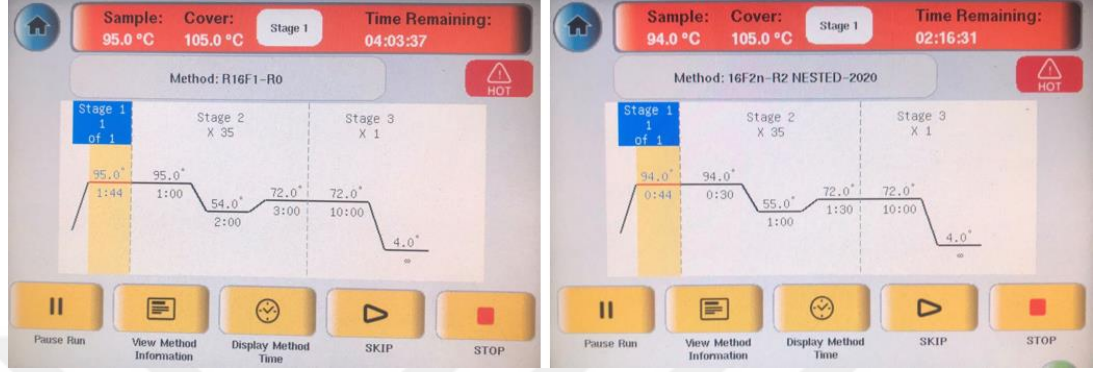 Sample:
95.0 °C
Cover:
105.0 °C
Stage 1
Time Remaining:
04:03:37
Method: R16F1-R0
HOT
Stage 1
1
of 1
Stage 2
X 35
Stage 3
X 1
95.0°
1:44
95.0°
1:00
54.0°
2:00
72.0°
3:00
72.0°
10:00
4.0°
∞
Pause Run
View Method
Information
Display Method
Time
SKIP
STOP
Sample:
94.0 °C
Cover:
105.0 °C
Stage 1
Time Remaining:
02:16:31
Method: 16F2n-R2 NESTED-2020
HOT
Stage 1
1
of 1
Stage 2
X 35
Stage 3
X 1
94.0°
0:44
94.0°
0:30
55.0°
1:00
72.0°
1:30
72.0°
10:00
4.0°
∞
Pause Run
View Method
Information
Display Method
Time
SKIP
STOP